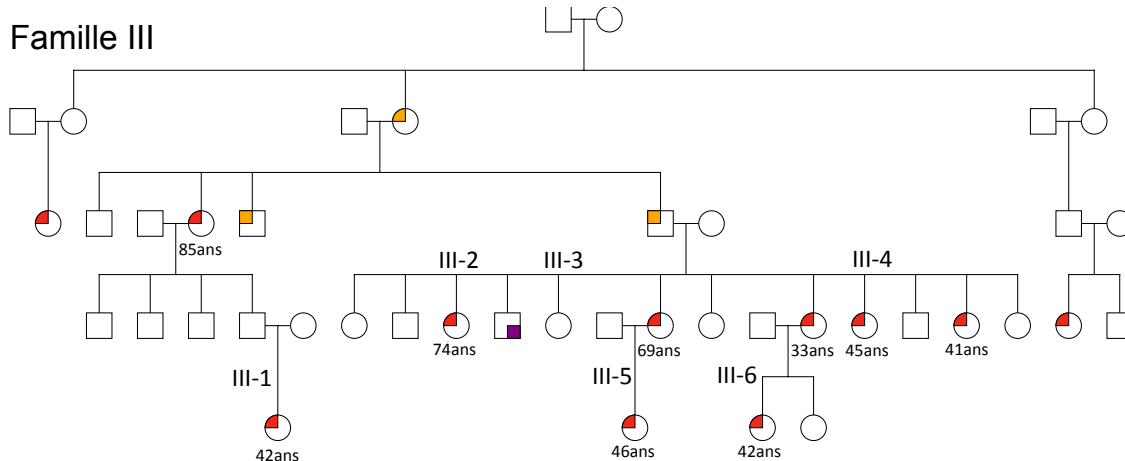 Famille III
85ans
III-2 III-3 III-4
74ans 69ans 33ans 45ans 41ans
III-1 III-5 III-6
42ans 46ans 42ans